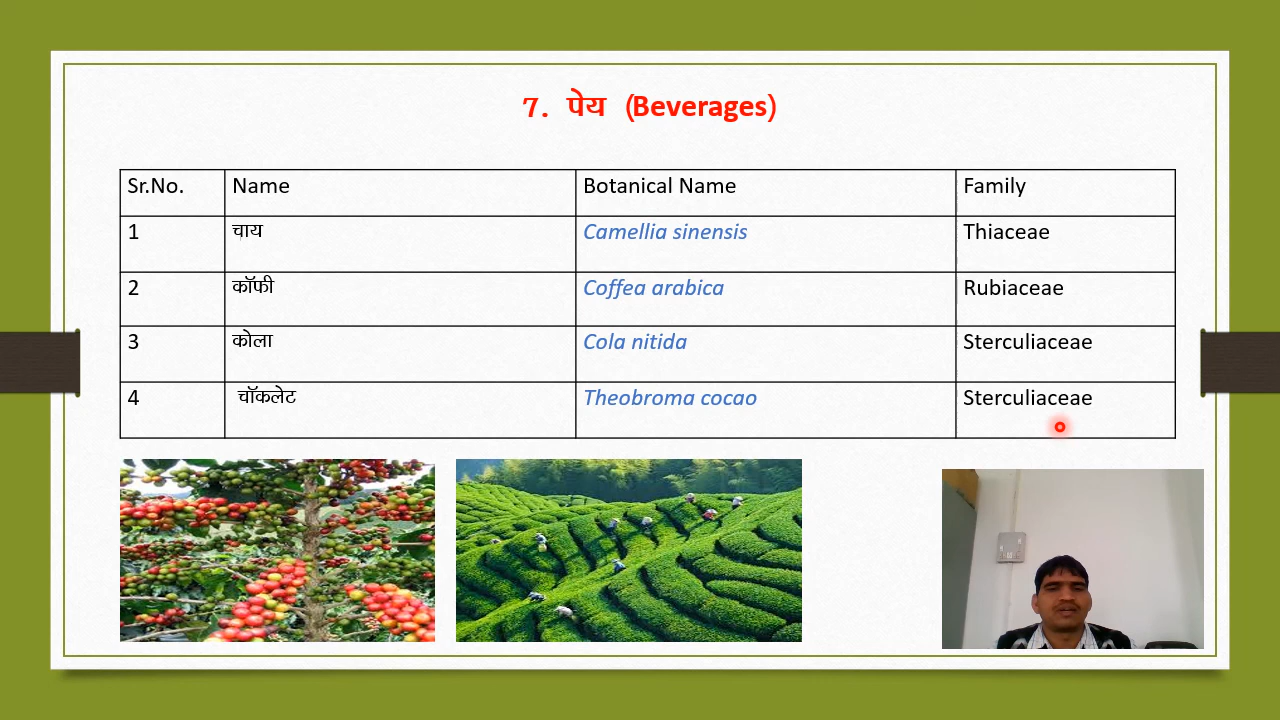 7. पेय (Beverages)
Sr.No. Name Botanical Name Family
1 चाय Camellia sinensis Thiaceae
2 कॉफी Coffea arabica Rubiaceae
3 कोला Cola nitida Sterculiaceae
4 चॉकलेट Theobroma cocao Sterculiaceae